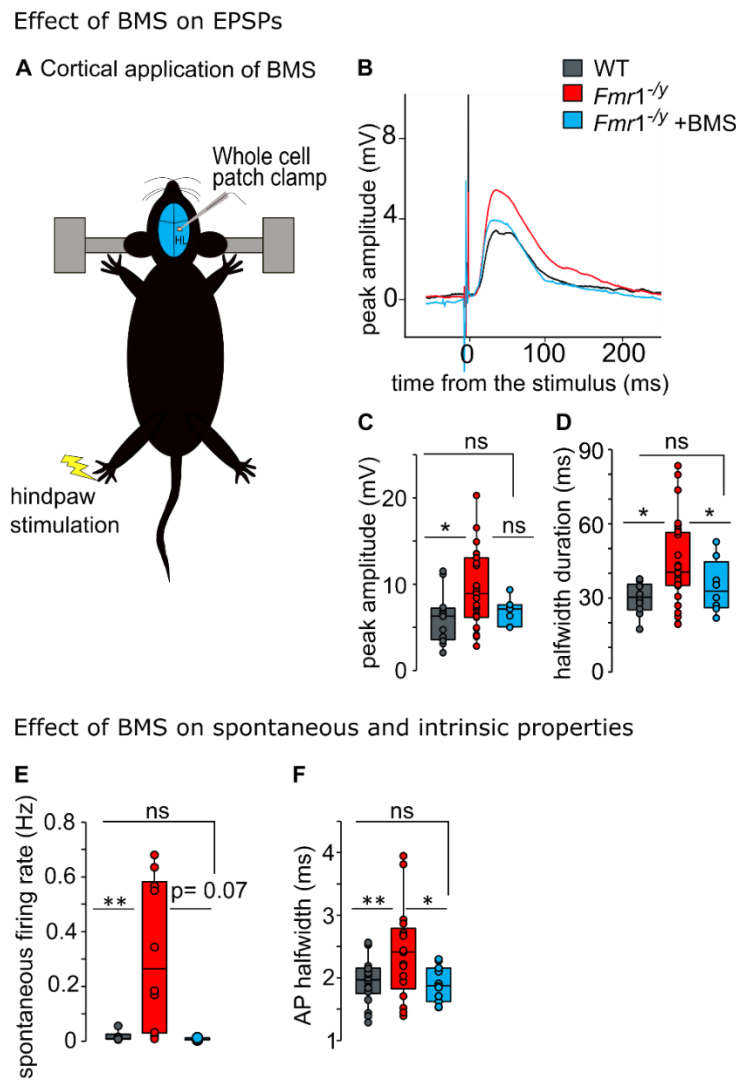 Effect of BMS on EPSPs
A Cortical application of BMS
Whole cell
patch clamp
HL
hindpaw
stimulation
B
WT
Fmr1-/y
Fmr1-/y +BMS
peak amplitude (mV)
8
4
0
0 100 200
time from the stimulus (ms)
C
ns
* ns
peak amplitude (mV)
20
10
0
D
ns
* *
halfwidth duration (ms)
90
60
30
0
Effect of BMS on spontaneous and intrinsic properties
E
ns
** p= 0.07
spontaneous firing rate (Hz)
0.8
0.6
0.4
0.2
0
F
ns
** *
AP halfwidth (ms)
4
3
2
1